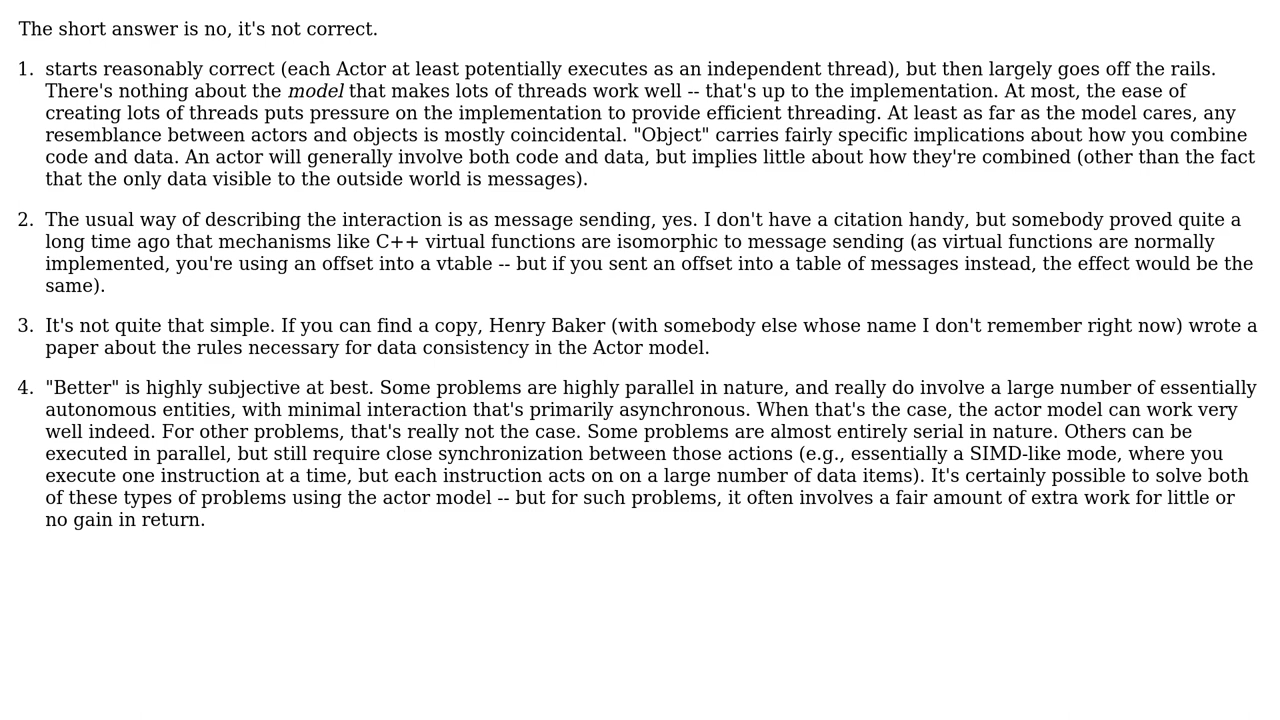 The short answer is no, it's not correct.
1. starts reasonably correct (each Actor at least potentially executes as an independent thread), but then largely goes off the rails.
There's nothing about the model that makes lots of threads work well -- that's up to the implementation. At most, the ease of
creating lots of threads puts pressure on the implementation to provide efficient threading. At least as far as the model cares, any
resemblance between actors and objects is mostly coincidental. "Object" carries fairly specific implications about how you combine
code and data. An actor will generally involve both code and data, but implies little about how they're combined (other than the fact
that the only data visible to the outside world is messages).
2. The usual way of describing the interaction is as message sending, yes. I don't have a citation handy, but somebody proved quite a
long time ago that mechanisms like C++ virtual functions are isomorphic to message sending (as virtual functions are normally
implemented, you're using an offset into a vtable -- but if you sent an offset into a table of messages instead, the effect would be the
same).
3. It's not quite that simple. If you can find a copy, Henry Baker (with somebody else whose name I don't remember right now) wrote a
paper about the rules necessary for data consistency in the Actor model.
4. "Better" is highly subjective at best. Some problems are highly parallel in nature, and really do involve a large number of essentially
autonomous entities, with minimal interaction that's primarily asynchronous. When that's the case, the actor model can work very
well indeed. For other problems, that's really not the case. Some problems are almost entirely serial in nature. Others can be
executed in parallel, but still require close synchronization between those actions (e.g., essentially a SIMD-like mode, where you
execute one instruction at a time, but each instruction acts on on a large number of data items). It's certainly possible to solve both
of these types of problems using the actor model -- but for such problems, it often involves a fair amount of extra work for little or
no gain in return.